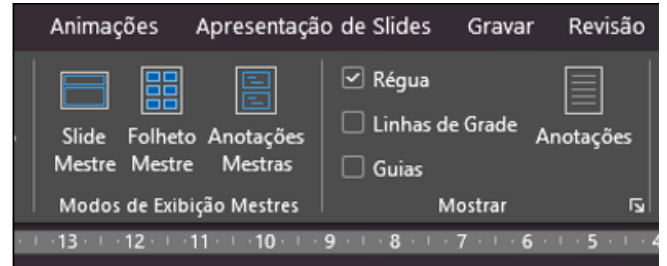 Animações Apresentação de Slides Gravar Revisão
Slide Mestre
Folheto Mestre
Anotações Mestras
Modos de Exibição Mestres
Régua
Linhas de Grade
Guias
Anotações
Mostrar
13 12 11 10 9 8 7 6 5 4